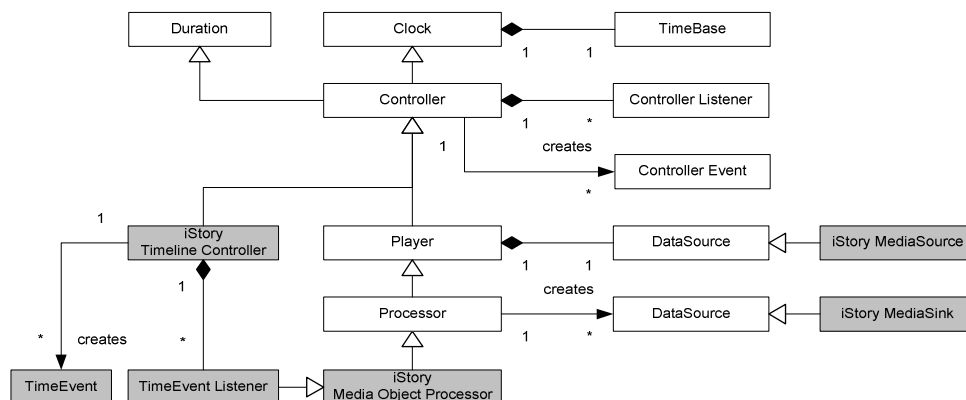 Duration
Clock
TimeBase
1
1
Controller
Controller Listener
1
*
1
creates
Controller Event
*
1
iStory
Timeline Controller
Player
DataSource
iStory MediaSource
1
1
1
creates
Processor
DataSource
iStory MediaSink
1
*
*
creates
*
TimeEvent
TimeEvent Listener
iStory
Media Object Processor